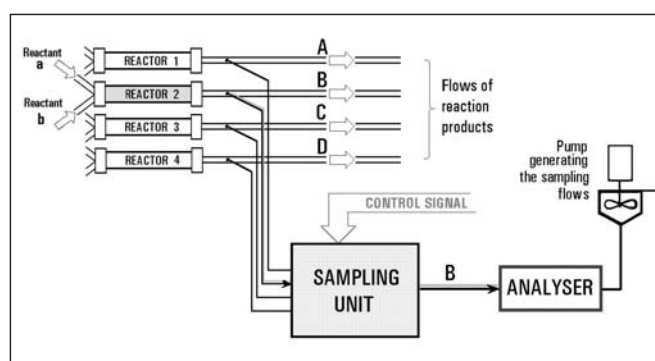 Reactant
a
Reactant
b
REACTOR 1
REACTOR 2
REACTOR 3
REACTOR 4
A
B
C
D
Flows of
reaction
products
Pump
generating
the sampling
flows
CONTROL SIGNAL
SAMPLING
UNIT
B
ANALYSER